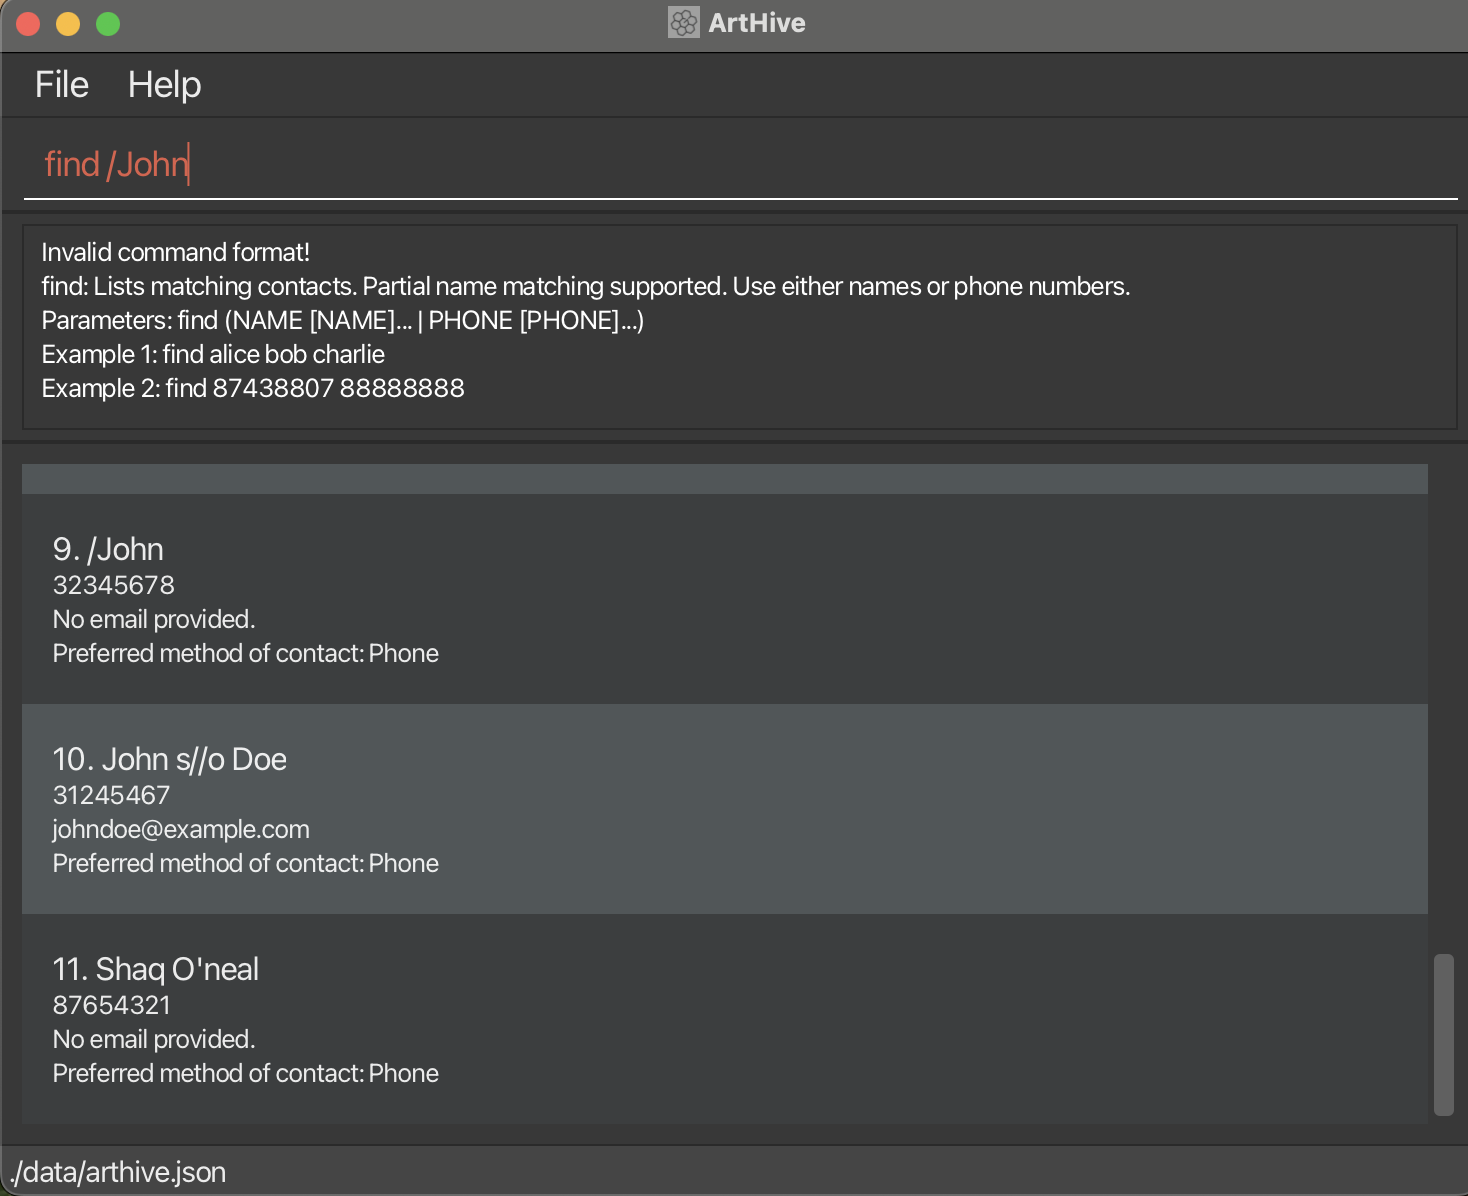 ArtHive
File Help
find /John
Invalid command format!
find: Lists matching contacts. Partial name matching supported. Use either names or phone numbers.
Parameters: find (NAME [NAME]... | PHONE [PHONE]...)
Example 1: find alice bob charlie
Example 2: find 87438807 88888888
9. /John
32345678
No email provided.
Preferred method of contact: Phone
10. John s//o Doe
31245467
johndoe@example.com
Preferred method of contact: Phone
11. Shaq O'neal
87654321
No email provided.
Preferred method of contact: Phone
./data/arthive.json